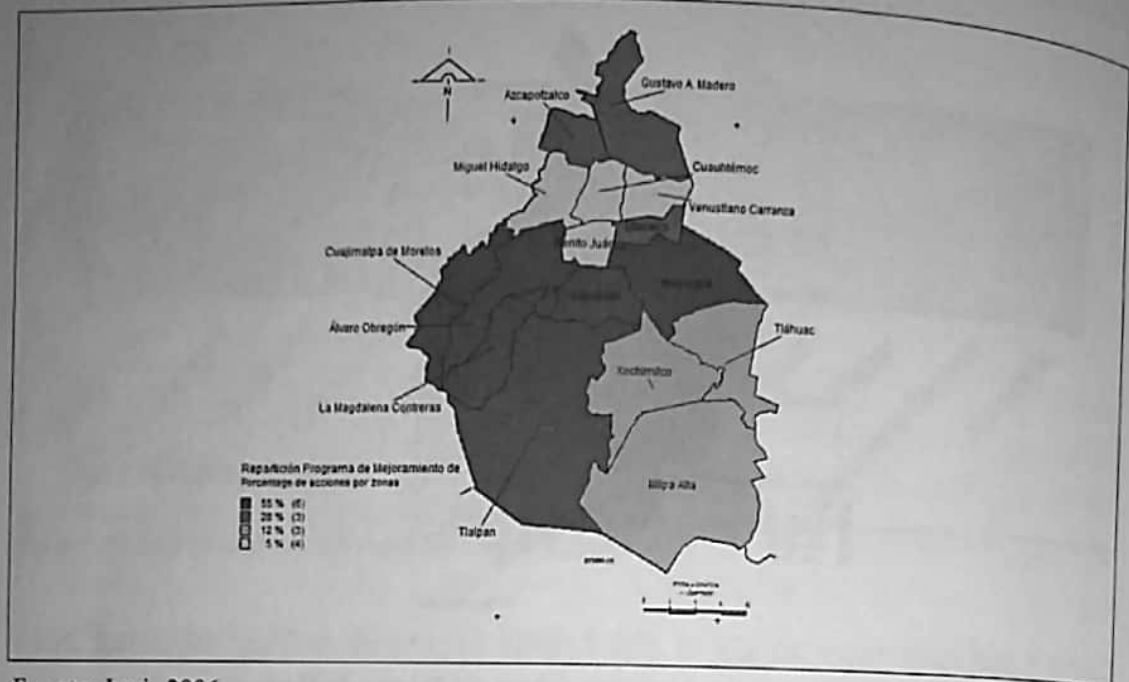 N
Gustavo A. Madero
Azcapotzalco
Miguel Hidalgo
Cuauhtémoc
Venustiano Carranza
Benito Juárez
Cuajimalpa de Morelos
Álvaro Obregón
Tláhuac
Xochimilco
La Magdalena Contreras
Repartición Programa de Mejoramiento de
Porcentage de acciones por zonas
55 % (6)
28 % (3)
12 % (3)
5 % (4)
Milpa Alta
Tlalpan